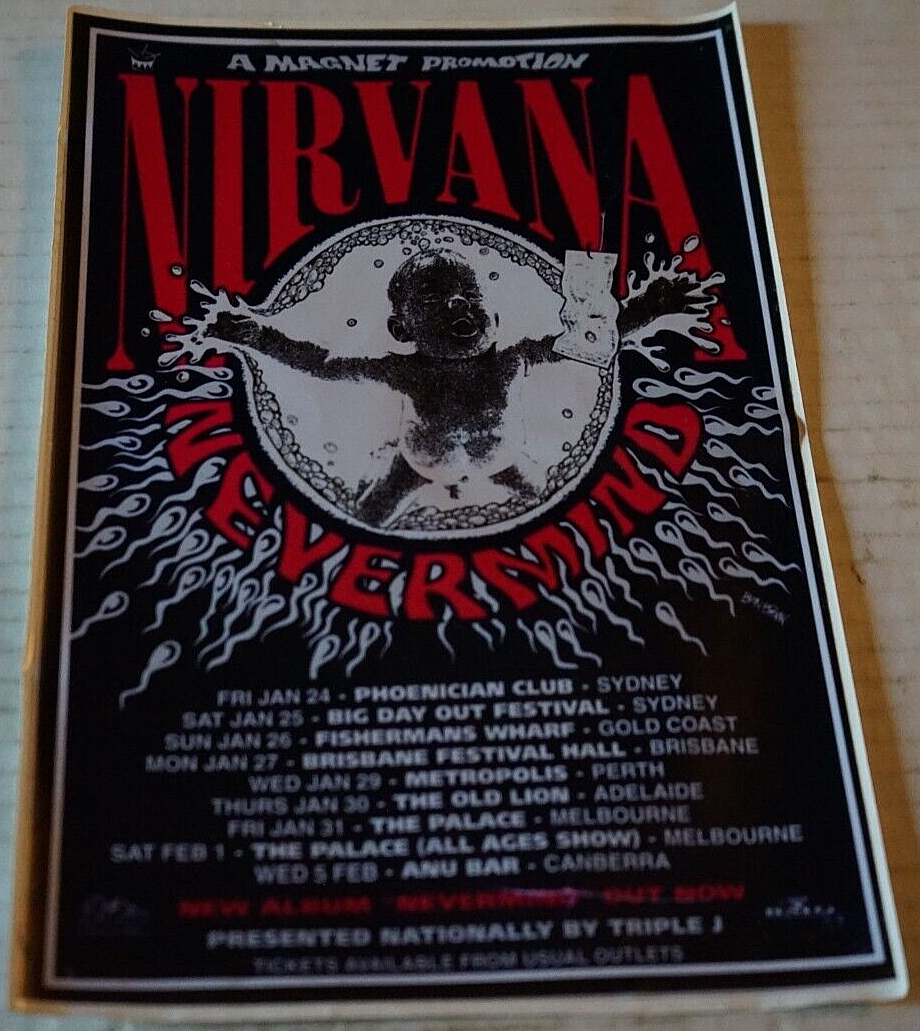 A MAGNET PROMOTION
NIRVANA
NEVERMIND
FRI JAN 24 - PHOENICIAN CLUB - SYDNEY
SAT JAN 25 - BIG DAY OUT FESTIVAL - SYDNEY
SUN JAN 26 - FISHERMANS WHARF - GOLD COAST
MON JAN 27 - BRISBANE FESTIVAL HALL - BRISBANE
WED JAN 29 - METROPOLIS - PERTH
THURS JAN 30 - THE OLD LION - ADELAIDE
FRI JAN 31 - THE PALACE - MELBOURNE
SAT FEB 1 - THE PALACE (ALL AGES SHOW) - MELBOURNE
WED 5 FEB - ANU BAR - CANBERRA
NEW ALBUM "NEVERMIND" OUT NOW
PRESENTED NATIONALLY BY TRIPLE J
TICKETS AVAILABLE FROM USUAL OUTLETS